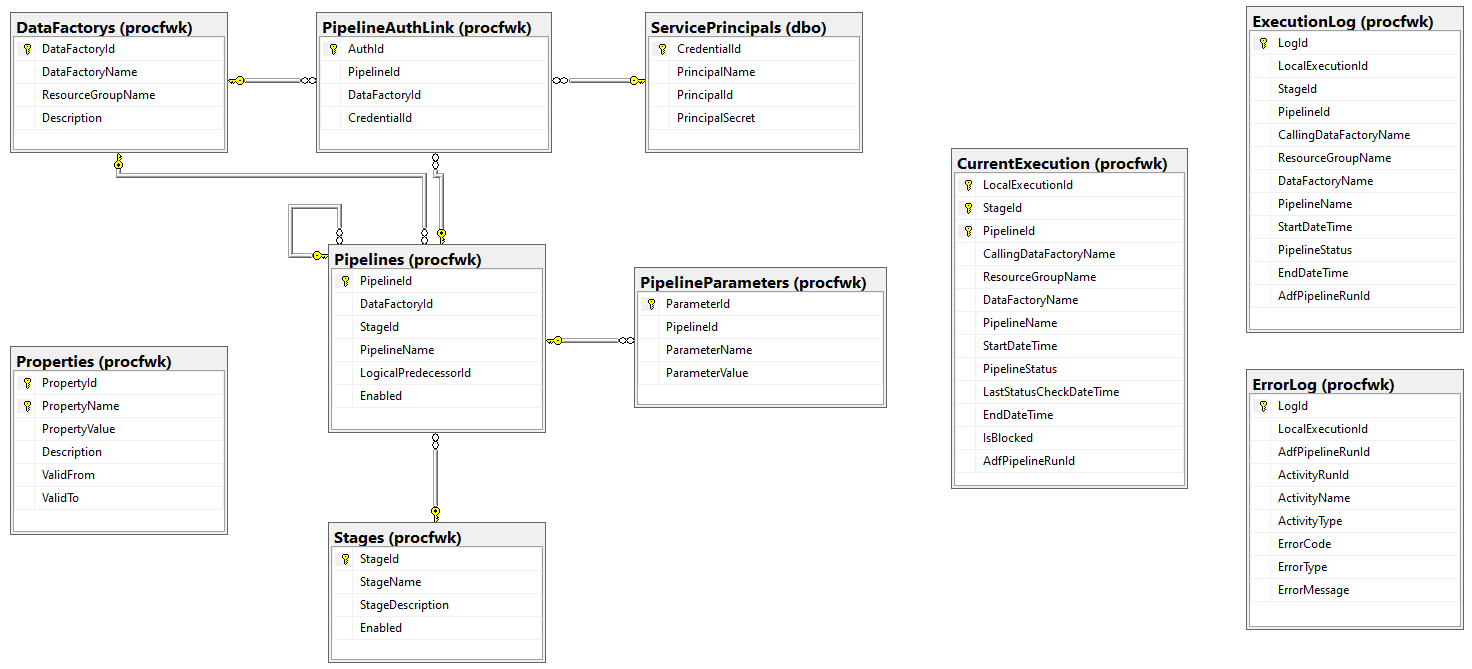 DataFactorys (procfwk)
DataFactoryId
DataFactoryName
ResourceGroupName
Description
PipelineAuthLink (procfwk)
AuthId
PipelineId
DataFactoryId
CredentialId
ServicePrincipals (dbo)
CredentialId
PrincipalName
PrincipalId
PrincipalSecret
Pipelines (procfwk)
PipelineId
DataFactoryId
StageId
PipelineName
LogicalPredecessorId
Enabled
PipelineParameters (procfwk)
ParameterId
PipelineId
ParameterName
ParameterValue
Properties (procfwk)
PropertyId
PropertyName
PropertyValue
Description
ValidFrom
ValidTo
Stages (procfwk)
StageId
StageName
StageDescription
Enabled
CurrentExecution (procfwk)
LocalExecutionId
StageId
PipelineId
CallingDataFactoryName
ResourceGroupName
DataFactoryName
PipelineName
StartDateTime
PipelineStatus
LastStatusCheckDateTime
EndDateTime
IsBlocked
AdfPipelineRunId
ExecutionLog (procfwk)
LogId
LocalExecutionId
StageId
PipelineId
CallingDataFactoryName
ResourceGroupName
DataFactoryName
PipelineName
StartDateTime
PipelineStatus
EndDateTime
AdfPipelineRunId
ErrorLog (procfwk)
LogId
LocalExecutionId
AdfPipelineRunId
ActivityRunId
ActivityName
ActivityType
ErrorCode
ErrorType
ErrorMessage